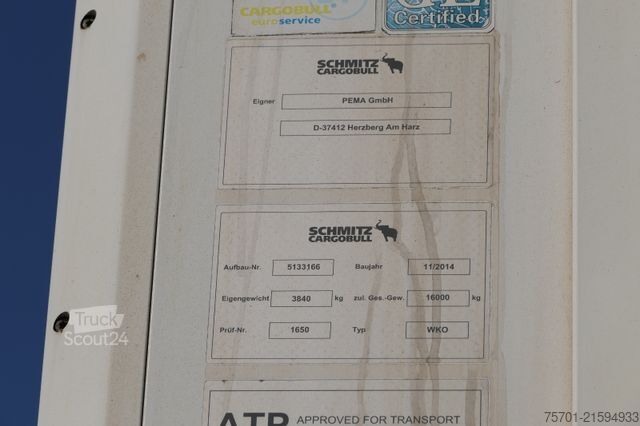 CARGOBULL
euroservice
Certified
SCHMITZ
CARGOBULL
Eigner PEMA GmbH
D-37412 Herzberg Am Harz
SCHMITZ
CARGOBULL
Aufbau-Nr. 5133166 Baujahr 11/2014
Eigengewicht 3840 kg zul. Ges.-Gew. 16000 kg
Prüf-Nr. 1650 Typ WKO
ATP APPROVED FOR TRANSPORT
Truck
Scout24
75701-21594933